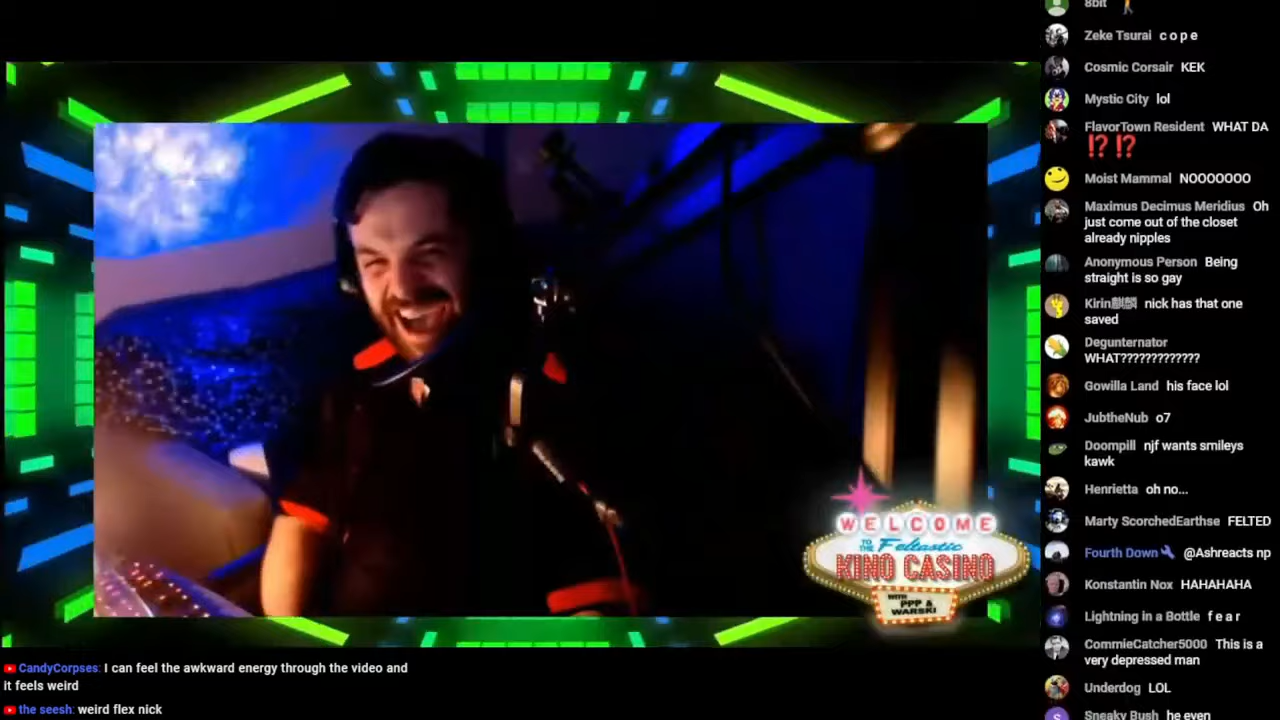 8bit
Zeke Tsurai c o p e
Cosmic Corsair KEK
Mystic City lol
FlavorTown Resident WHAT DA
⁉️ ⁉️
Moist Mammal NOOOOOOO
Maximus Decimus Meridius Oh
just come out of the closet
already nipples
Anonymous Person Being
straight is so gay
Kirin麒麟 nick has that one
saved
Degunternator
WHAT?????????????
Gowilla Land his face lol
JubtheNub o7
Doompill njf wants smileys
kawk
Henrietta oh no...
Marty ScorchedEarthse FELTED
Fourth Down @Ashreacts np
Konstantin Nox HAHAHAHA
Lightning in a Bottle f e a r
CommieCatcher5000 This is a
very depressed man
Underdog LOL
Sneaky Bush he even
WELCOME
TO THE Feltastic
KINO CASINO
WITH
PPP &
WARSKI
CandyCorpses: I can feel the awkward energy through the video and
it feels weird
the seesh: weird flex nick